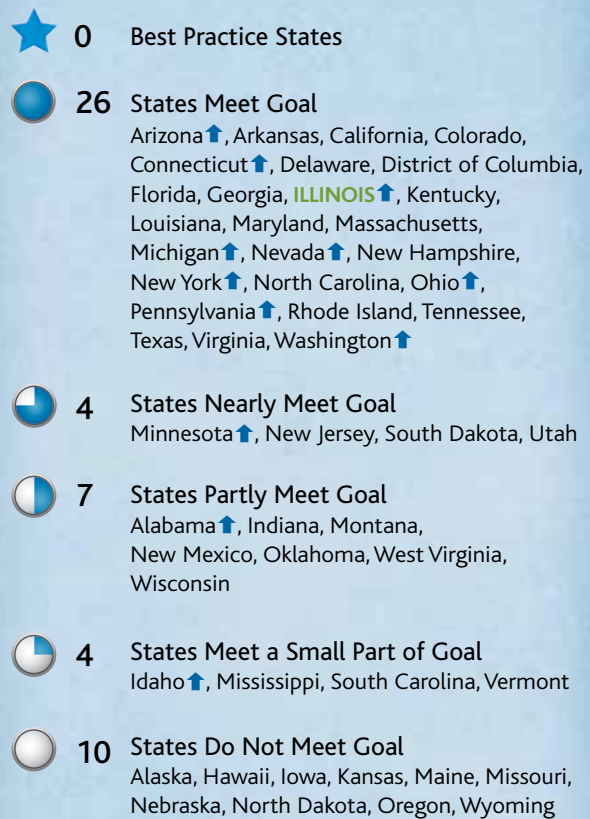 0 Best Practice States
26 States Meet Goal
Arizona⬆, Arkansas, California, Colorado,
Connecticut⬆, Delaware, District of Columbia,
Florida, Georgia, ILLINOIS⬆, Kentucky,
Louisiana, Maryland, Massachusetts,
Michigan⬆, Nevada⬆, New Hampshire,
New York⬆, North Carolina, Ohio⬆,
Pennsylvania⬆, Rhode Island, Tennessee,
Texas, Virginia, Washington⬆
4 States Nearly Meet Goal
Minnesota⬆, New Jersey, South Dakota, Utah
7 States Partly Meet Goal
Alabama⬆, Indiana, Montana,
New Mexico, Oklahoma, West Virginia,
Wisconsin
4 States Meet a Small Part of Goal
Idaho⬆, Mississippi, South Carolina, Vermont
10 States Do Not Meet Goal
Alaska, Hawaii, Iowa, Kansas, Maine, Missouri,
Nebraska, North Dakota, Oregon, Wyoming